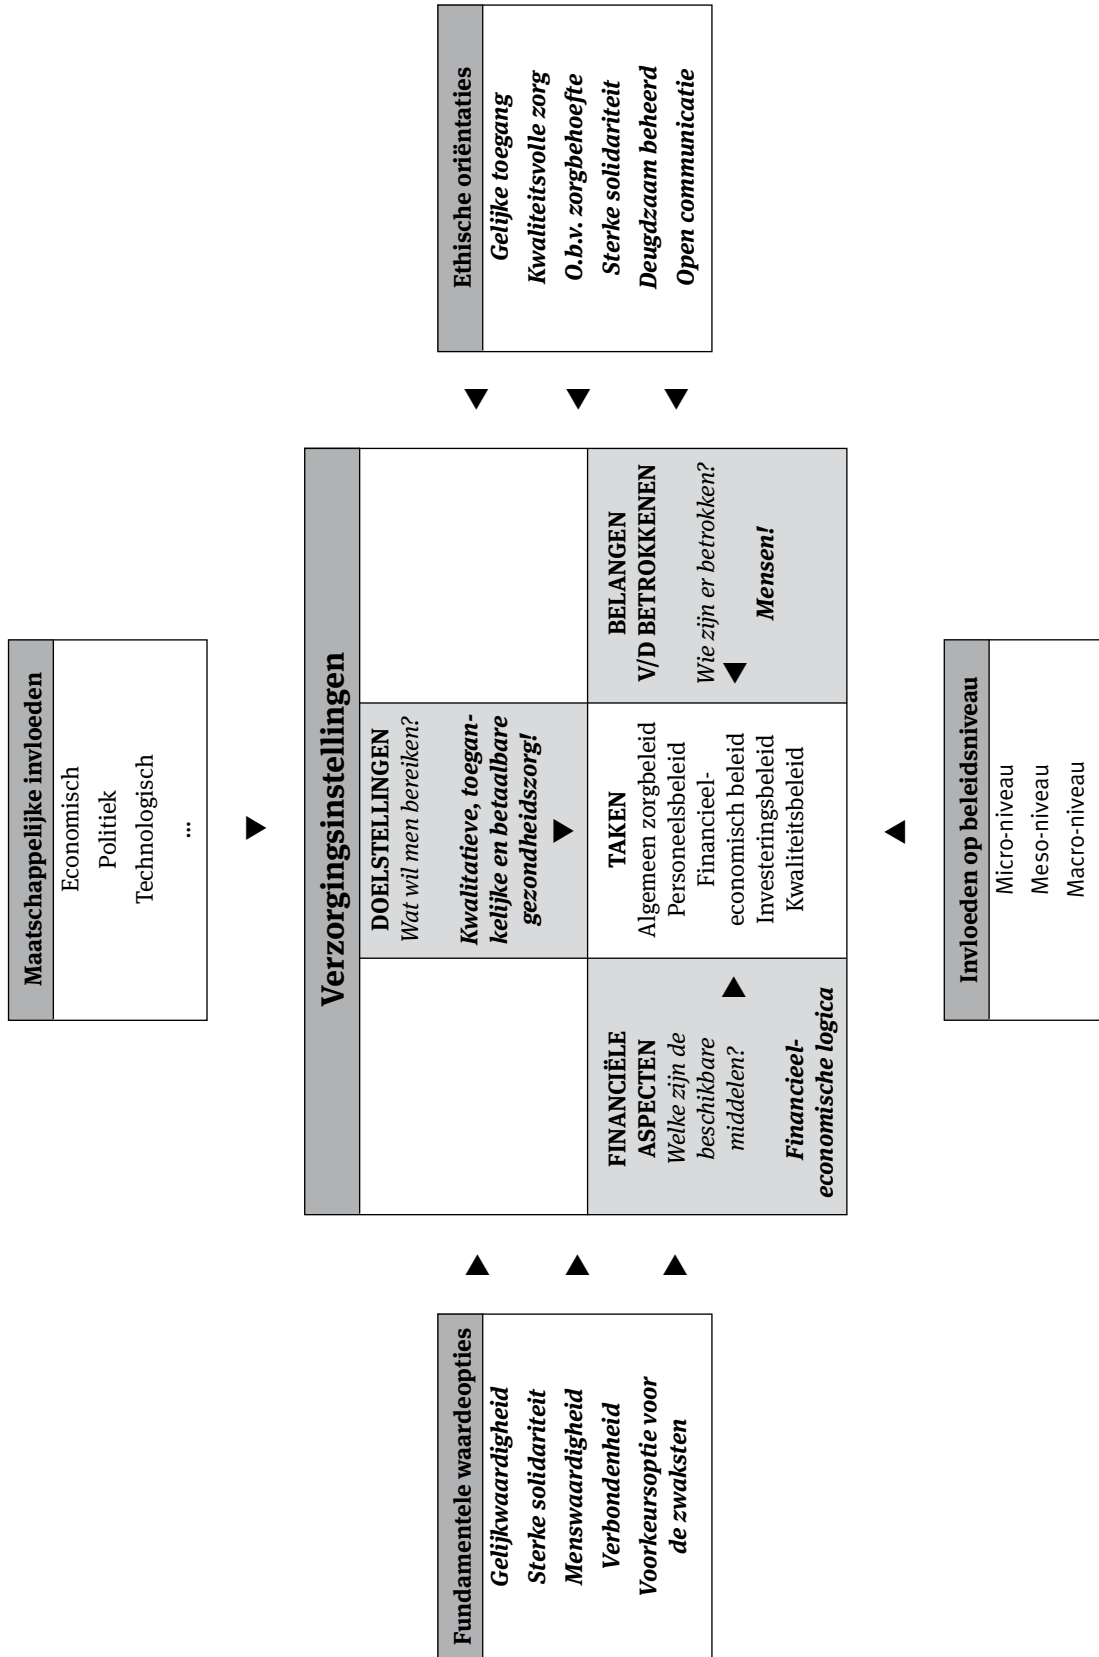 Maatschappelijke invloeden
Economisch
Politiek
Technologisch
...
Fundamentele waardeopties
Gelijkwaardigheid
Sterke solidariteit
Menswaardigheid
Verbondenheid
Voorkeursoptie voor
de zwaksten
Verzorgingsinstellingen
DOELSTELLINGEN
Wat wil men bereiken?
Kwalitatieve, toegan-
kelijke en betaalbare
gezondheidszorg!
FINANCIËLE
ASPECTEN
Welke zijn de
beschikbare
middelen?
Financieel-
economische logica
TAKEN
Algemeen zorgbeleid
Personeelsbeleid
Financieel-
economisch beleid
Investeringsbeleid
Kwaliteitsbeleid
BELANGEN
V/D BETROKKENEN
Wie zijn er betrokken?
Mensen!
Ethische oriëntaties
Gelijke toegang
Kwaliteitsvolle zorg
O.b.v. zorgbehoefte
Sterke solidariteit
Deugdzaam beheerd
Open communicatie
Invloeden op beleidsniveau
Micro-niveau
Meso-niveau
Macro-niveau